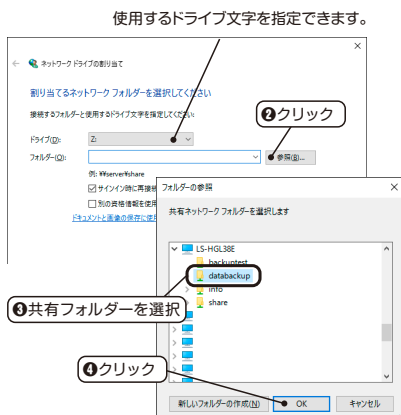 使用するドライブ文字を指定できます。
ネットワーク ドライブの割り当て
割り当てるネットワーク フォルダーを選択してください
接続するフォルダーと使用するドライブ文字を指定してください:
❷クリック
ドライブ(D): Z:
フォルダー(O): 参照(B)...
例: ¥¥server¥share
サインイン時に再接続
別の資格情報を使用
ドキュメントと画像の保存に使用
フォルダーの参照
共有ネットワークフォルダーを選択します
LS-HGL38E
backuptest
databackup
info
share
❸共有フォルダーを選択
❹クリック
新しいフォルダーの作成(N) OK キャンセル